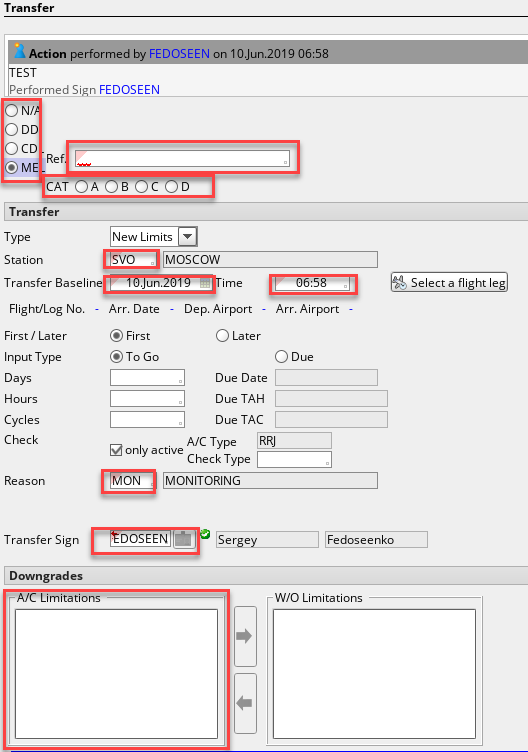 Transfer
Action performed by FEDOSEEN on 10.Jun.2019 06:58
TEST
Performed Sign FEDOSEEN
N/A
DD
CD
ME
Ref.
CAT A B C D
Transfer
Type New Limits
Station SVO MOSCOW
Transfer Baseline 10.Jun.2019 Time 06:58 Select a flight leg
Flight/Log No. - Arr. Date - Dep. Airport - Arr. Airport -
First / Later First Later
Input Type To Go Due
Days Due Date
Hours Due TAH
Cycles Due TAC
Check only active A/C Type RRJ
Check Type
Reason MON MONITORING
Transfer Sign EDOSEEN Sergey Fedoseenko
Downgrades
A/C Limitations W/O Limitations